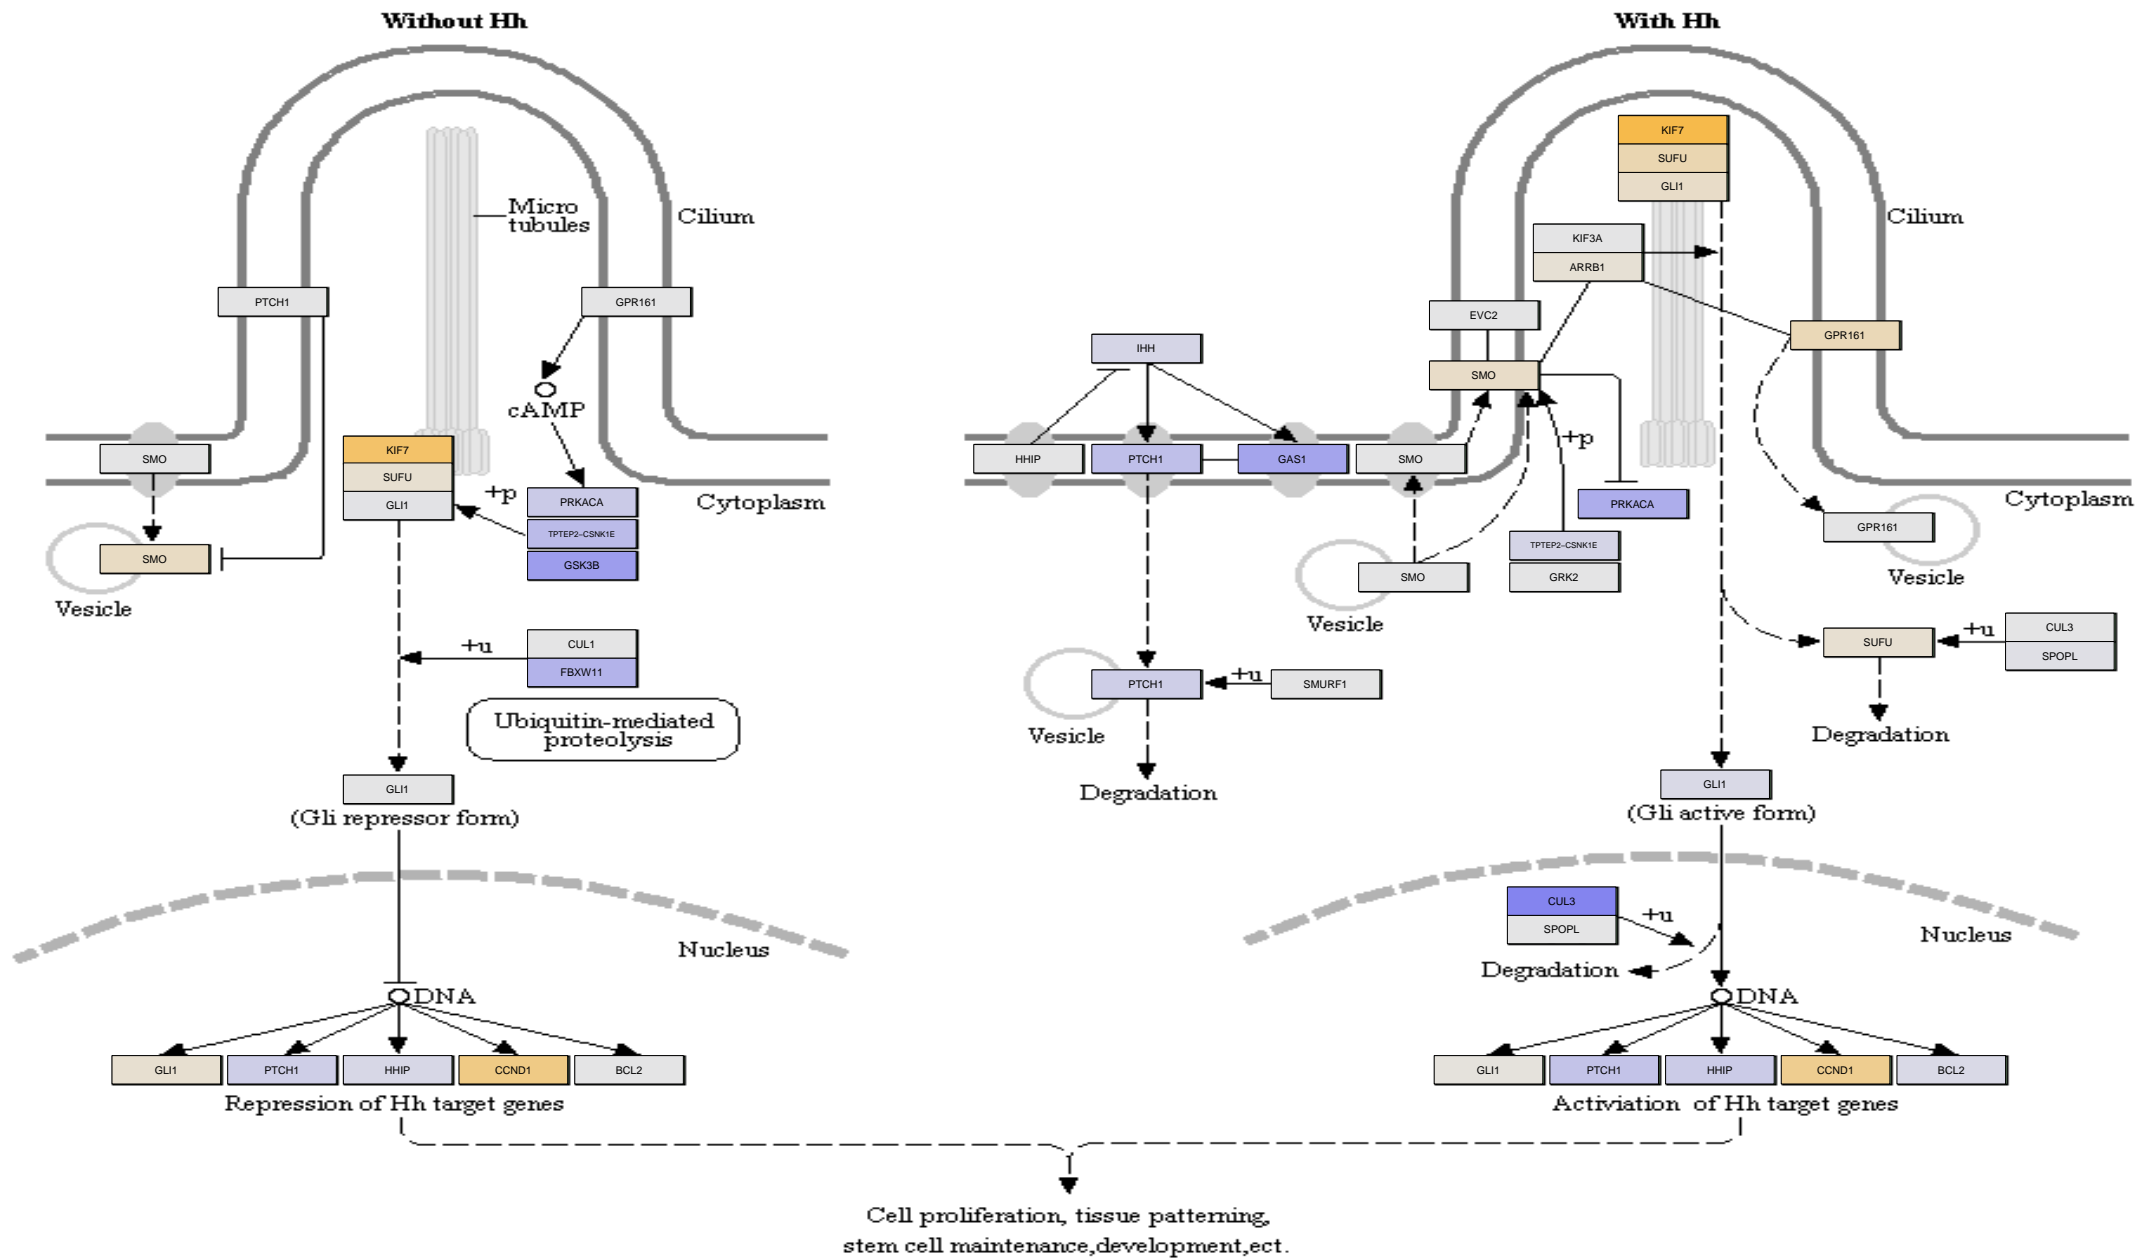 Without Hh
With Hh
KIF7
SUFU
GLI1
Micro
tubules
Cilium
Cilium
KIF3A
ARRB1
PTCH1
GPR161
EVC2
GPR161
IHH
SMO
cAMP
+p
SMO
KIF7
SUFU
GLI1
HHIP
PTCH1
GAS1
SMO
+p
PRKACA
TPTEP2-CSNK1E
GSK3B
Cytoplasm
PRKACA
Cytoplasm
GPR161
Vesicle
SMO
Vesicle
TPTEP2-CSNK1E
GRK2
SMO
Vesicle
+u
CUL1
FBXW11
SUFU
+u
CUL3
SPOPL
Ubiquitin-mediated
proteolysis
PTCH1
+u
SMURF1
Vesicle
Degradation
Degradation
GLI1
(Gli repressor form)
GLI1
(Gli active form)
CUL3
SPOPL
+u
Nucleus
Nucleus
Degradation
DNA
DNA
GLI1
PTCH1
HHIP
CCND1
BCL2
GLI1
PTCH1
HHIP
CCND1
BCL2
Repression of Hh target genes
Activiation of Hh target genes
Cell proliferation, tissue patterning,
stem cell maintenance,development,ect.